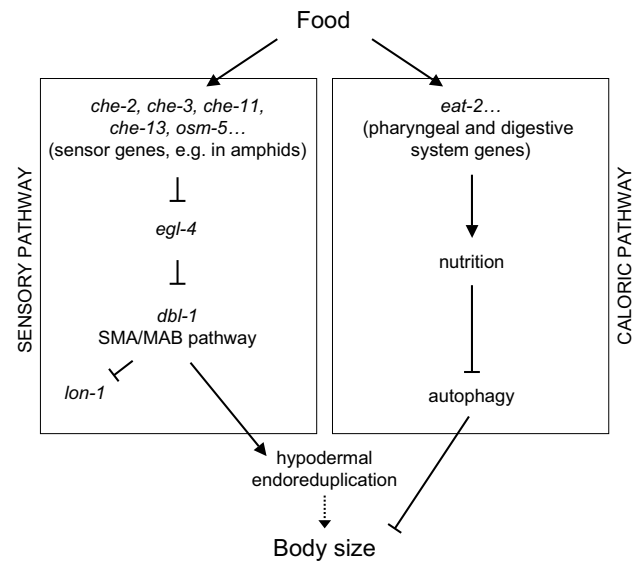 Food
SENSORY PATHWAY
che-2, che-3, che-11,
che-13, osm-5…
(sensor genes, e.g. in amphids)
egl-4
dbl-1
SMA/MAB pathway
lon-1
eat-2…
(pharyngeal and digestive
system genes)
nutrition
autophagy
CALORIC PATHWAY
hypodermal
endoreduplication
Body size